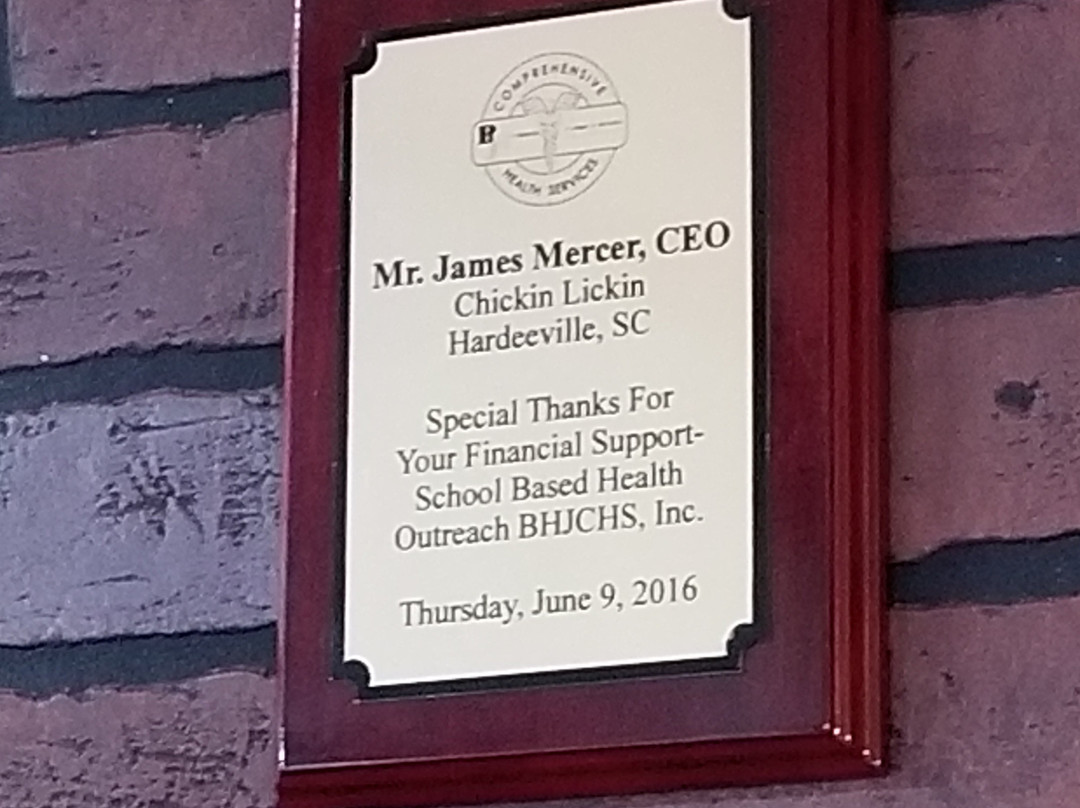 COMPREHENSIVE
B
HEALTH SERVICES
Mr. James Mercer, CEO
Chickin Lickin
Hardeeville, SC
Special Thanks For
Your Financial Support-
School Based Health
Outreach BHJCHS, Inc.
Thursday, June 9, 2016